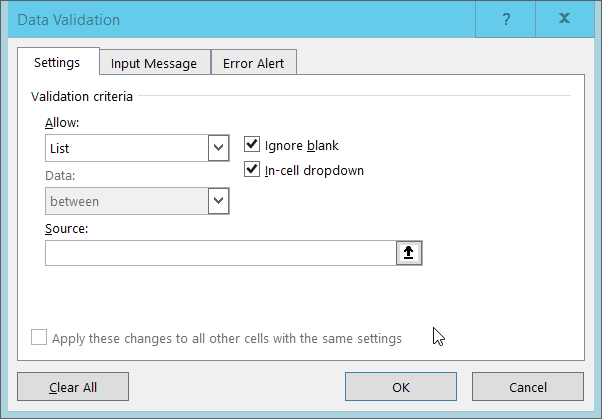 Data Validation ? x
Settings Input Message Error Alert
Validation criteria
Allow:
List
Ignore blank
Data:
In-cell dropdown
between
Source:
Apply these changes to all other cells with the same settings
Clear All OK Cancel